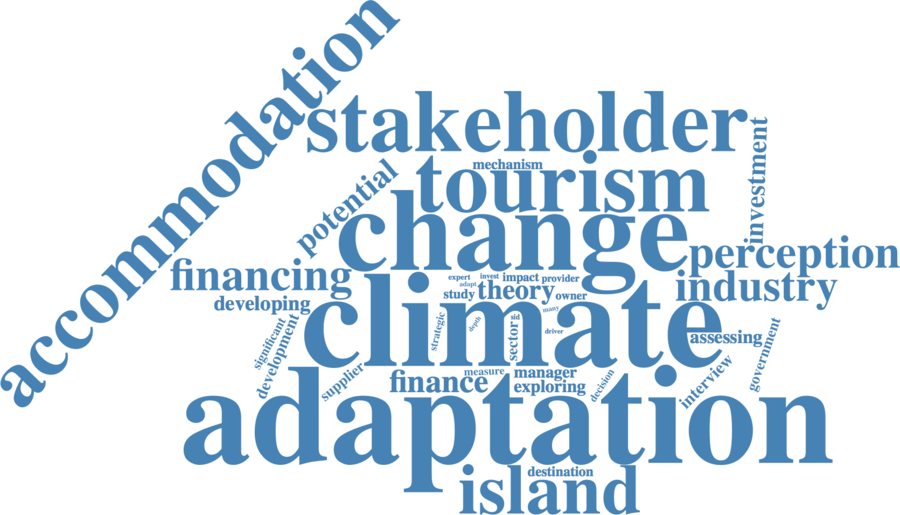 accommodation
stakeholder
mechanism
investment
tourism
potential
change
perception
financing
expert
invest
impact
provider
adapt
industry
developing
study
theory
owner
climate
many
sid
strategic
depth
sector
driver
significant
development
assessing
government
supplier
finance
measure
manager
exploring
decision
interview
adaptation
destination
island